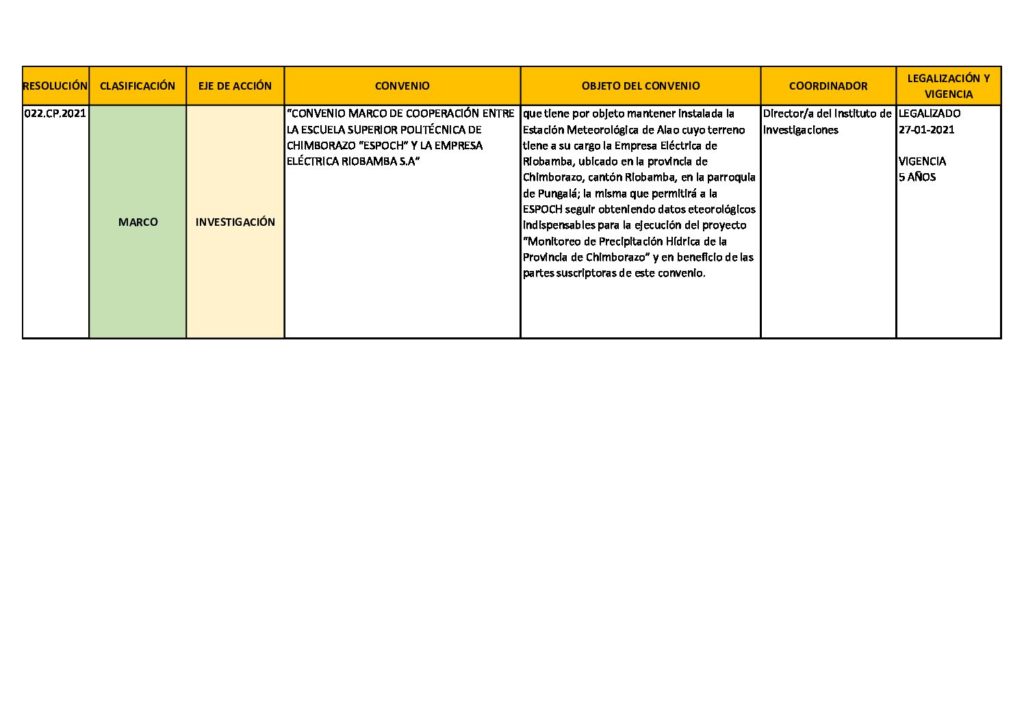 RESOLUCIÓN
CLASIFICACIÓN
EJE DE ACCIÓN
CONVENIO
OBJETO DEL CONVENIO
COORDINADOR
LEGALIZACIÓN Y
VIGENCIA
022.CP.2021
MARCO
INVESTIGACIÓN
"CONVENIO MARCO DE COOPERACIÓN ENTRE
LA ESCUELA SUPERIOR POLITÉCNICA DE
CHIMBORAZO "ESPOCH" Y LA EMPRESA
ELÉCTRICA RIOBAMBA S.A"
que tiene por objeto mantener instalada la
Estación Meteorológica de Alao cuyo terreno
tiene a su cargo la Empresa Eléctrica de
Riobamba, ubicado en la provincia de
Chimborazo, cantón Riobamba, en la parroquia
de Pungalá; la misma que permitirá a la
ESPOCH seguir obteniendo datos eteorológicos
indispensables para la ejecución del proyecto
"Monitoreo de Precipitación Hídrica de la
Provincia de Chimborazo" y en beneficio de las
partes suscriptoras de este convenio.
Director/a del Instituto de
Investigaciones
LEGALIZADO
27-01-2021
VIGENCIA
5 AÑOS